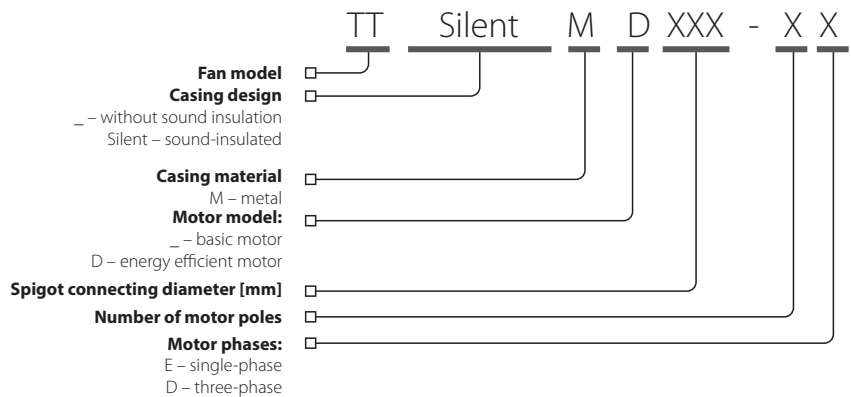 TT Silent M D XXX - X X
Fan model
Casing design
_ – without sound insulation
Silent – sound-insulated
Casing material
M – metal
Motor model:
_ – basic motor
D – energy efficient motor
Spigot connecting diameter [mm]
Number of motor poles
Motor phases:
E – single-phase
D – three-phase